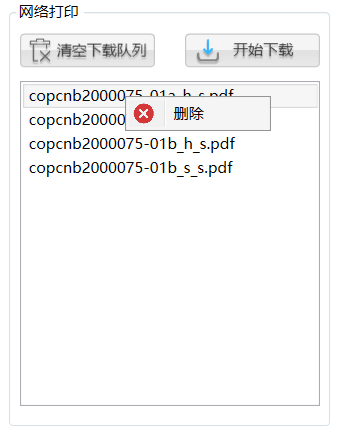 网络打印
清空下载队列
开始下载
copcnb2000075-01a_h_s.pdf
删除
copcnb2000
copcnb2000075-01b_h_s.pdf
copcnb2000075-01b_s_s.pdf